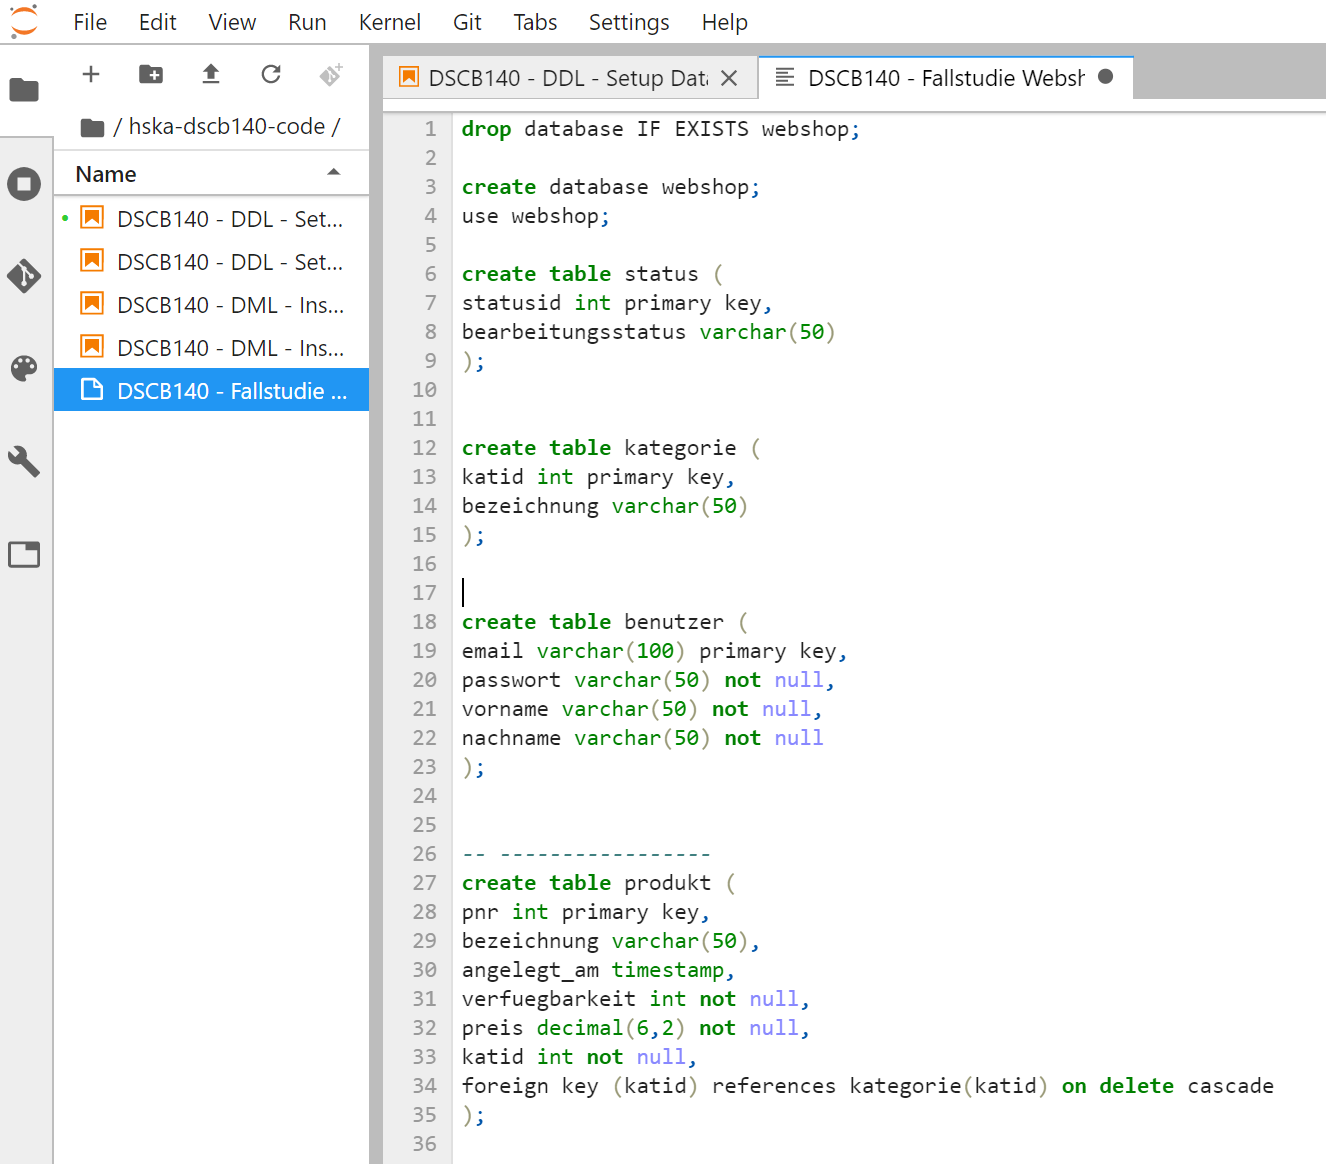 File Edit View Run Kernel Git Tabs Settings Help
/ hska-dscb140-code /
Name
DSCB140 - DDL - Set...
DSCB140 - DDL - Set...
DSCB140 - DML - Ins...
DSCB140 - DML - Ins...
DSCB140 - Fallstudie ...
DSCB140 - DDL - Setup Data
DSCB140 - Fallstudie Websh
1 drop database IF EXISTS webshop;
2
3 create database webshop;
4 use webshop;
5
6 create table status (
7 statusid int primary key,
8 bearbeitungsstatus varchar(50)
9 );
10
11
12 create table kategorie (
13 katid int primary key,
14 bezeichnung varchar(50)
15 );
16
17
18 create table benutzer (
19 email varchar(100) primary key,
20 passwort varchar(50) not null,
21 vorname varchar(50) not null,
22 nachname varchar(50) not null
23 );
24
25
26 -- -----------------
27 create table produkt (
28 pnr int primary key,
29 bezeichnung varchar(50),
30 angelegt_am timestamp,
31 verfuegbarkeit int not null,
32 preis decimal(6,2) not null,
33 katid int not null,
34 foreign key (katid) references kategorie(katid) on delete cascade
35 );
36